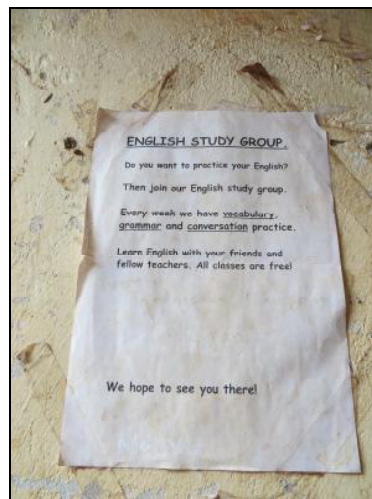 ENGLISH STUDY GROUP.
Do you want to practice your English?
Then join our English study group.
Every week we have vocabulary,
grammar and conversation practice.
Learn English with your friends and
fellow teachers. All classes are free!
We hope to see you there!